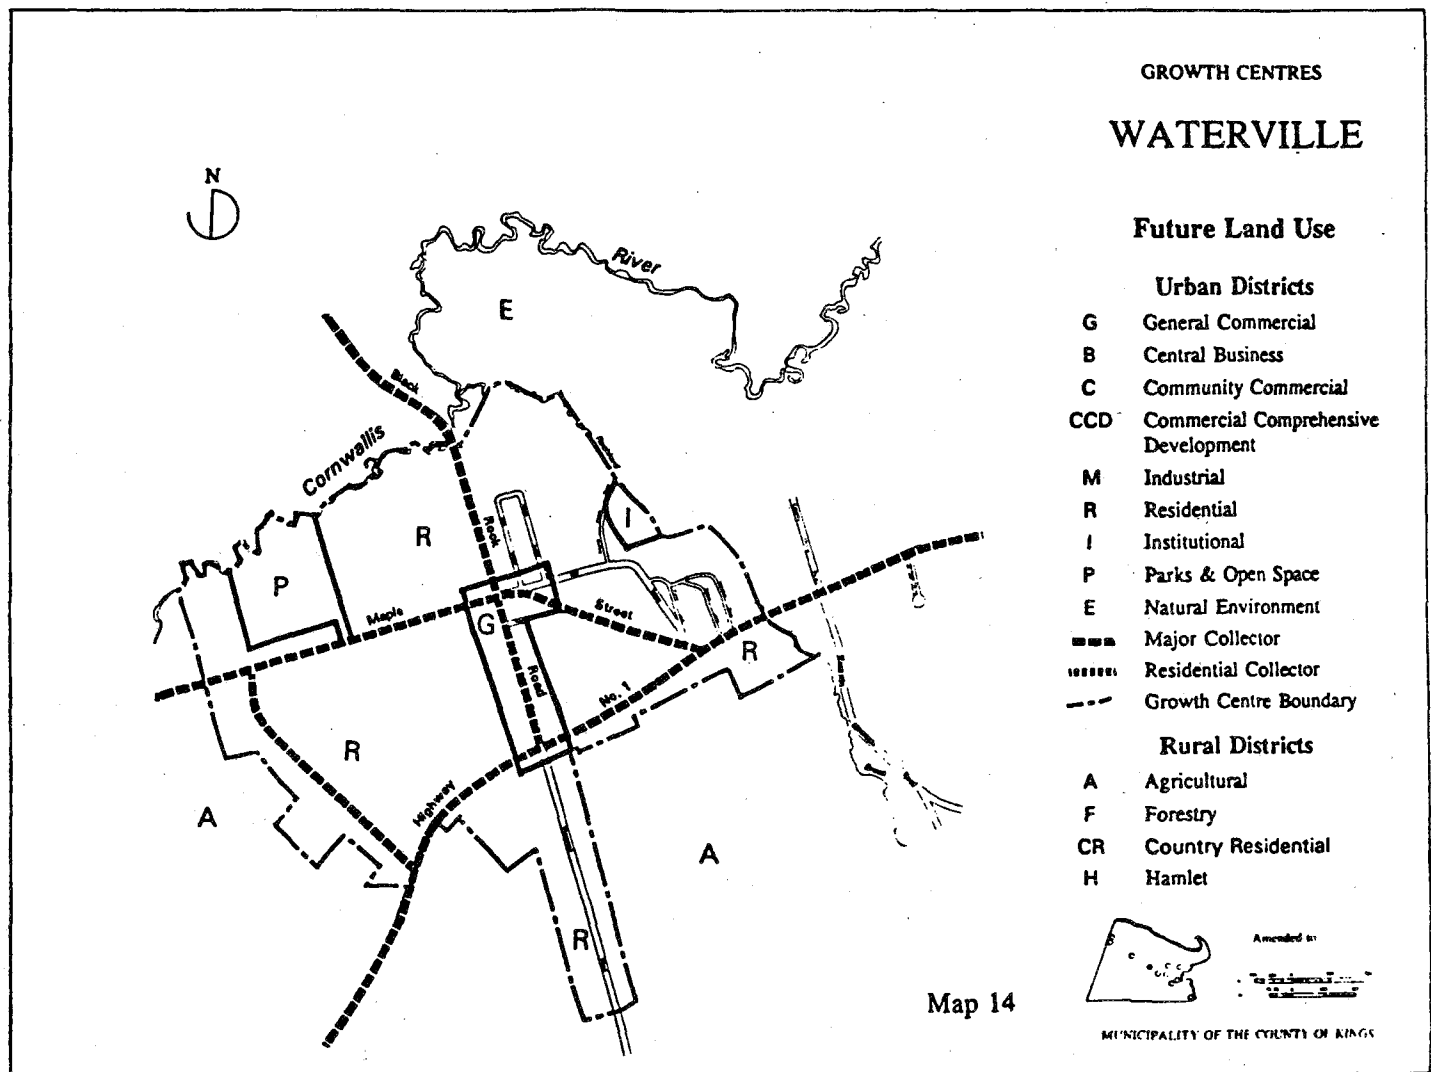 GROWTH CENTRES
WATERVILLE
N
Future Land Use
River
Urban Districts
E
G General Commercial
B Central Business
Black
C Community Commercial
CCD Commercial Comprehensive
Development
Cornwallis
M Industrial
R Residential
I
Rook
R
I Institutional
P Parks & Open Space
P
E Natural Environment
Maple
Street
G
Major Collector
R
Residential Collector
Road
No. 1
Growth Centre Boundary
R
Rural Districts
A Agricultural
Highway
A
F Forestry
CR Country Residential
A
H Hamlet
R
Amended to
Map 14
MUNICIPALITY OF THE COUNTY OF KINGS